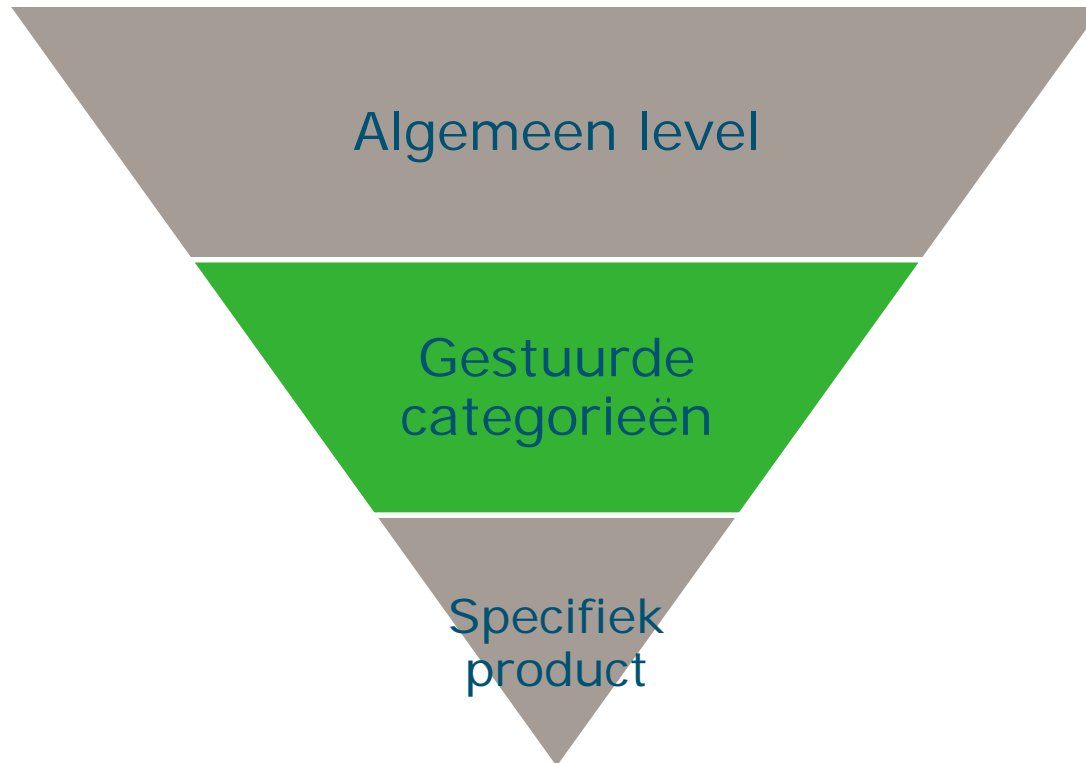 Algemeen level
Gestuurde
categorieën
Specifiek
product